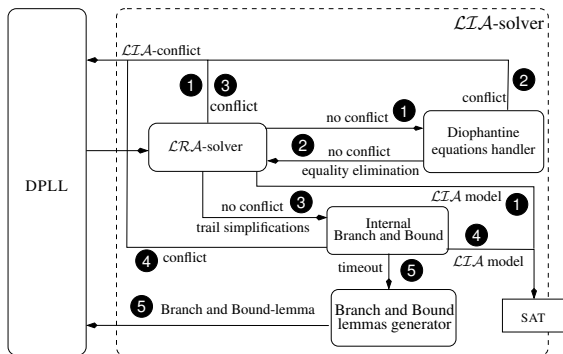 LIA-solver
LIA-conflict
1
3
2
conflict
conflict
no conflict
1
LRA-solver
Diophantine
equations handler
2
no conflict
equality elimination
DPLL
no conflict
3
trail simplifications
LIA model
1
Internal
Branch and Bound
4
4
conflict
LIA model
timeout
5
5
Branch and Bound-lemma
Branch and Bound
lemmas generator
SAT